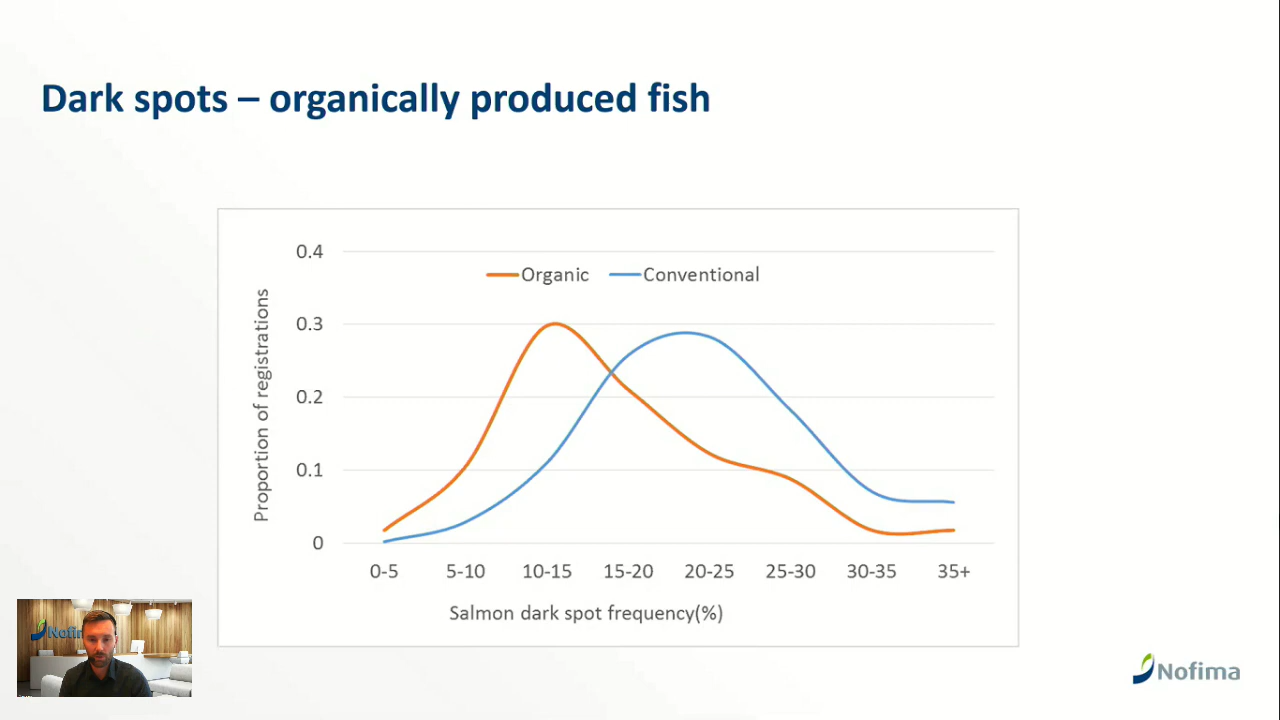 Dark spots – organically produced fish
0.4
0.3
0.2
0.1
0
Proportion of registrations
Organic
Conventional
0-5 5-10 10-15 15-20 20-25 25-30 30-35 35+
Salmon dark spot frequency(%)
Nofima